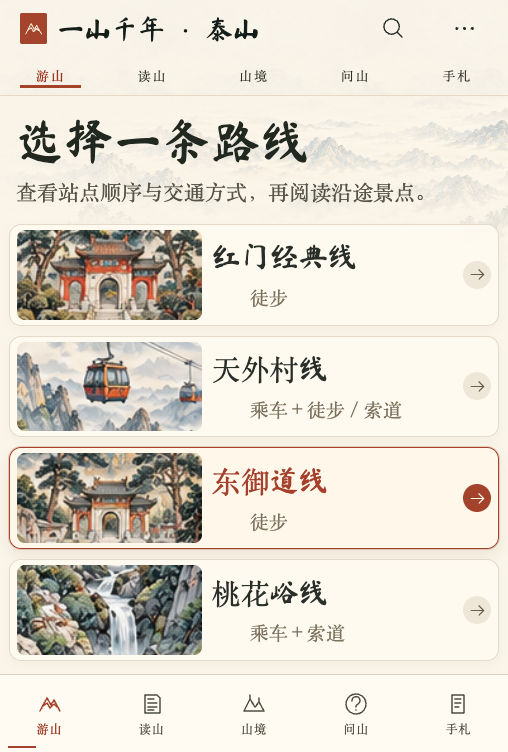 一山千年 · 泰山
游山 读山 山境 问山 手札
选择一条路线
查看站点顺序与交通方式，再阅读沿途景点。
红门经典线
徒步
天外村线
乘车 + 徒步 / 索道
东御道线
徒步
桃花峪线
乘车 + 索道
游山 读山 山境 问山 手札